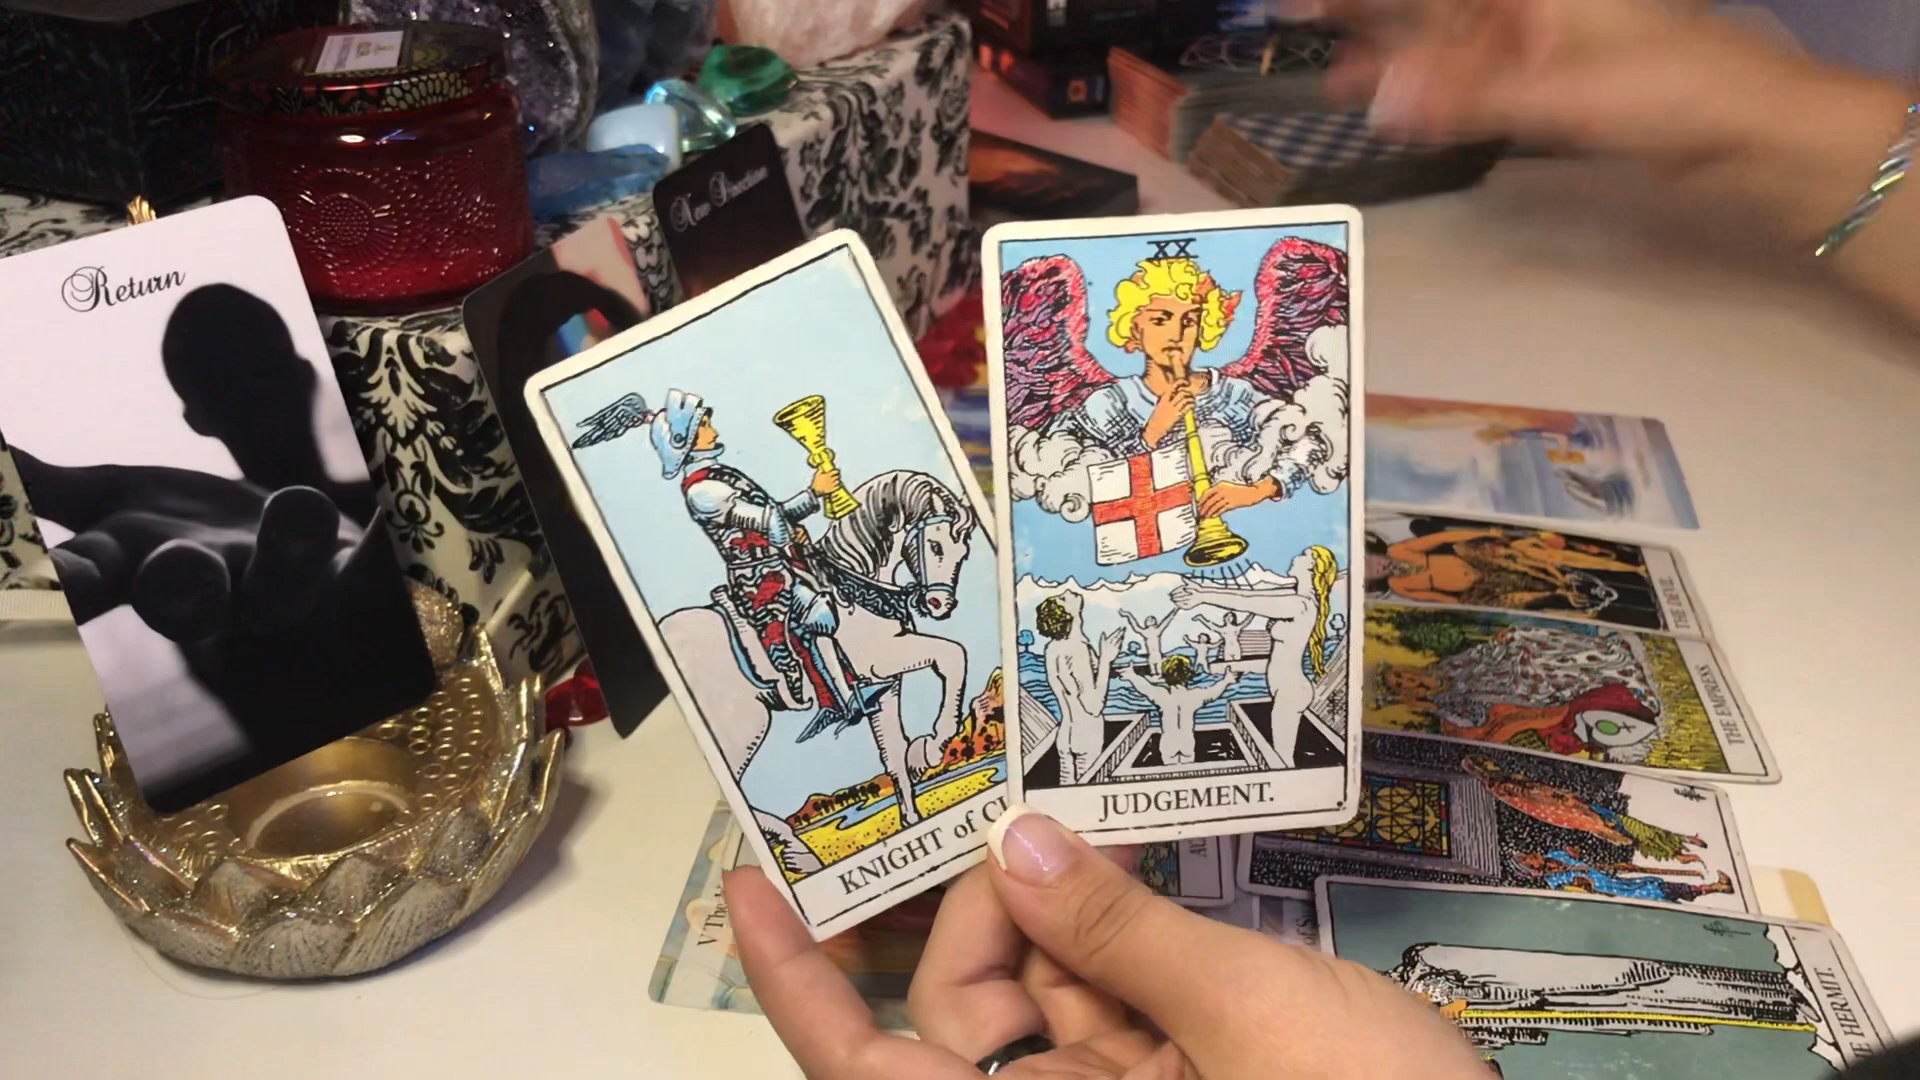 Return
New Direction
XX
KNIGHT of C
JUDGEMENT.
THE DEVIL
THE EMPRESS
V The
HERMIT.